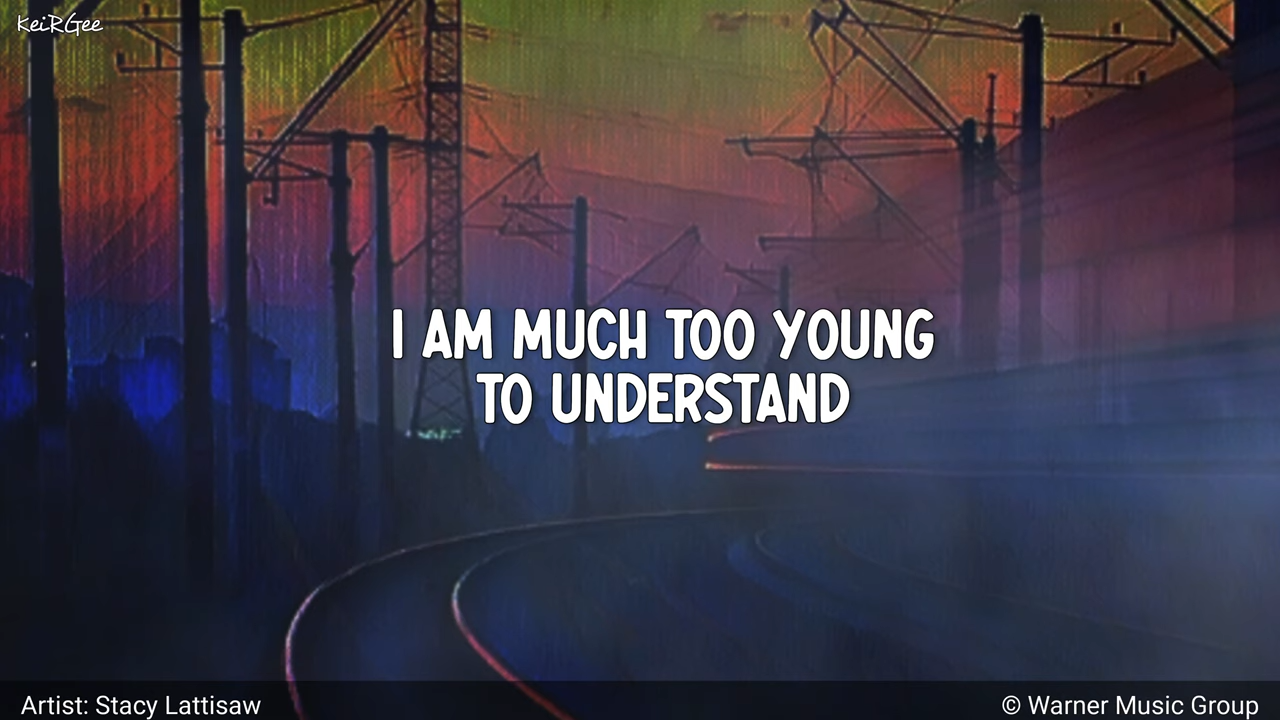 KeiRGee
I AM MUCH TOO YOUNG
TO UNDERSTAND
Artist: Stacy Lattisaw
© Warner Music Group